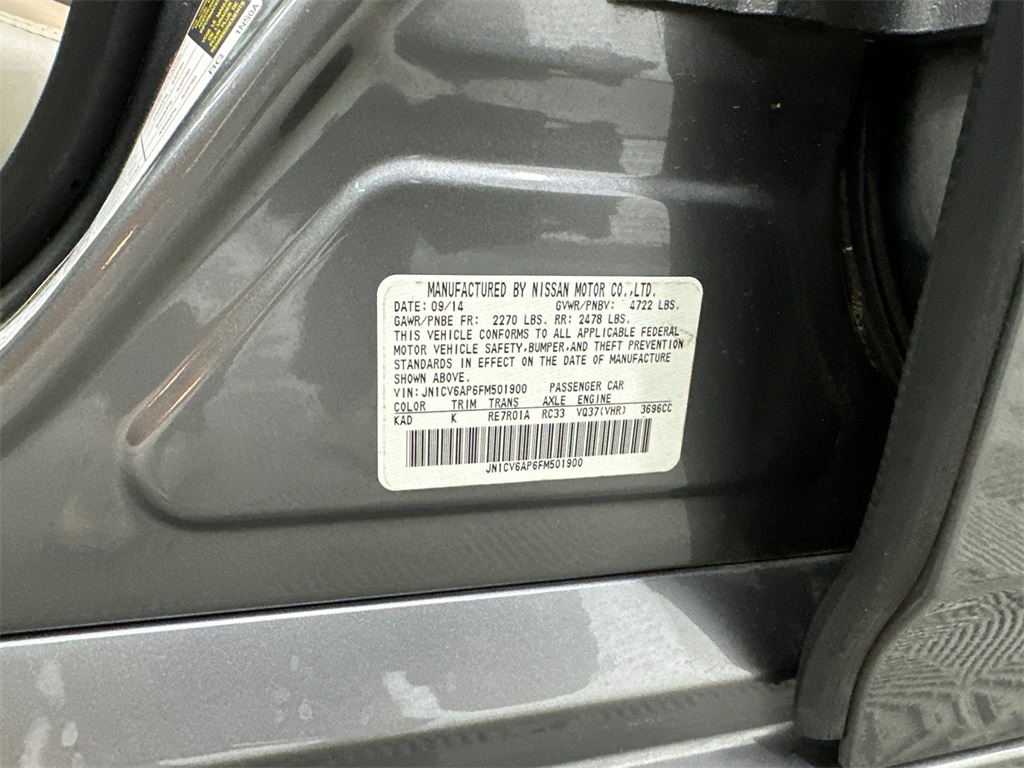 1NS0A
MANUFACTURED BY NISSAN MOTOR CO.,LTD.
DATE: 09/14 GVWR/PNBV: 4722 LBS.
GAWR/PNBE FR: 2270 LBS. RR: 2478 LBS.
THIS VEHICLE CONFORMS TO ALL APPLICABLE FEDERAL
MOTOR VEHICLE SAFETY,BUMPER,AND THEFT PREVENTION
STANDARDS IN EFFECT ON THE DATE OF MANUFACTURE
SHOWN ABOVE.
VIN: JN1CV6AP6FM501900 PASSENGER CAR
COLOR TRIM TRANS AXLE ENGINE
KAD K RE7R01A RC33 VQ37(VHR) 3696CC
JN1CV6AP6FM501900